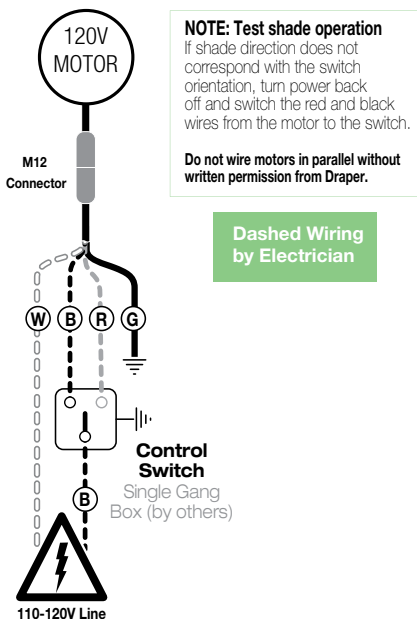 120V
MOTOR
NOTE: Test shade operation
If shade direction does not
correspond with the switch
orientation, turn power back
off and switch the red and black
wires from the motor to the switch.
Do not wire motors in parallel without
written permission from Draper.
M12
Connector
Dashed Wiring
by Electrician
W B R G
Control
Switch
Single Gang
Box (by others)
B
110-120V Line